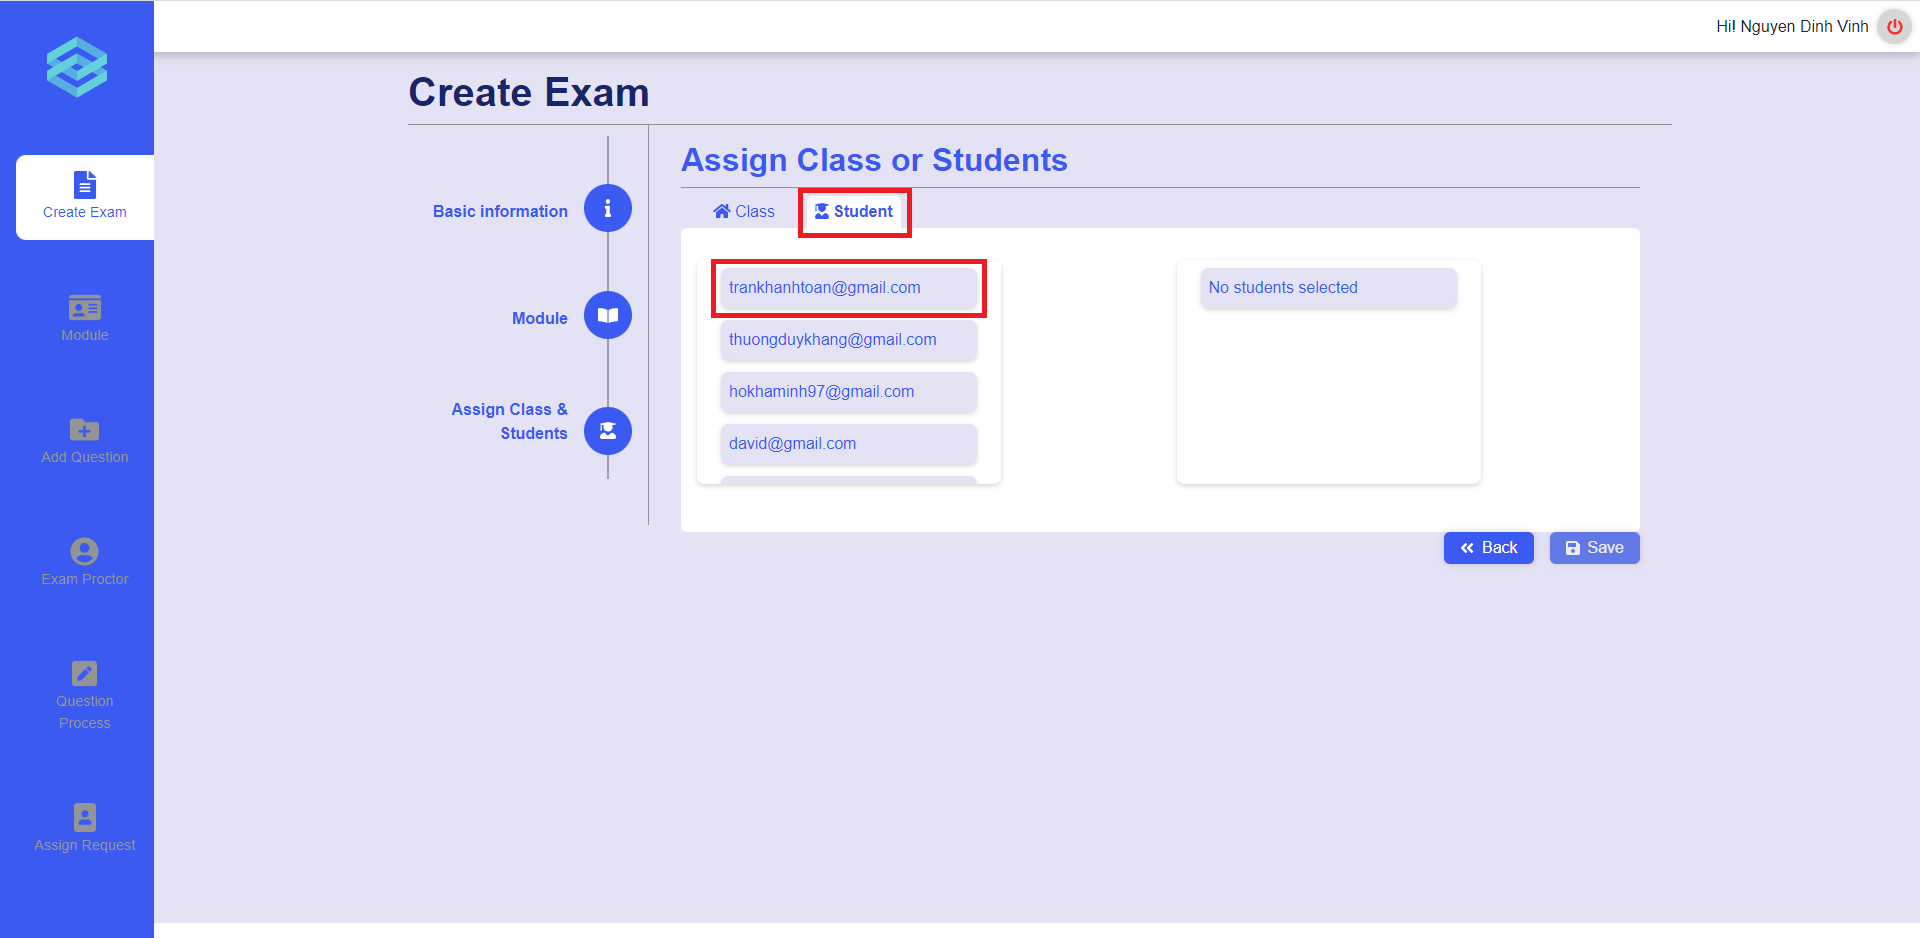 Hi! Nguyen Dinh Vinh
Create Exam
Module
Add Question
Exam Proctor
Question
Process
Assign Request
Create Exam
Basic information
Module
Assign Class &
Students
Assign Class or Students
Class
Student
trankhanhtoan@gmail.com
thuongduykhang@gmail.com
hokhaminh97@gmail.com
david@gmail.com
No students selected
Back
Save